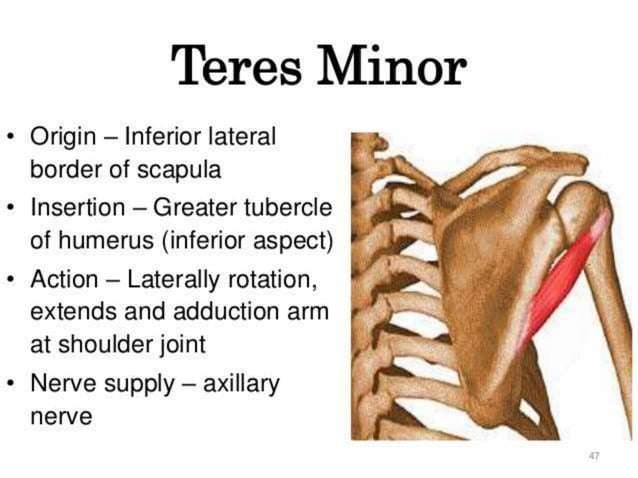 Teres Minor
• Origin – Inferior lateral
border of scapula
• Insertion – Greater tubercle
of humerus (inferior aspect)
• Action – Laterally rotation,
extends and adduction arm
at shoulder joint
• Nerve supply – axillary
nerve
47